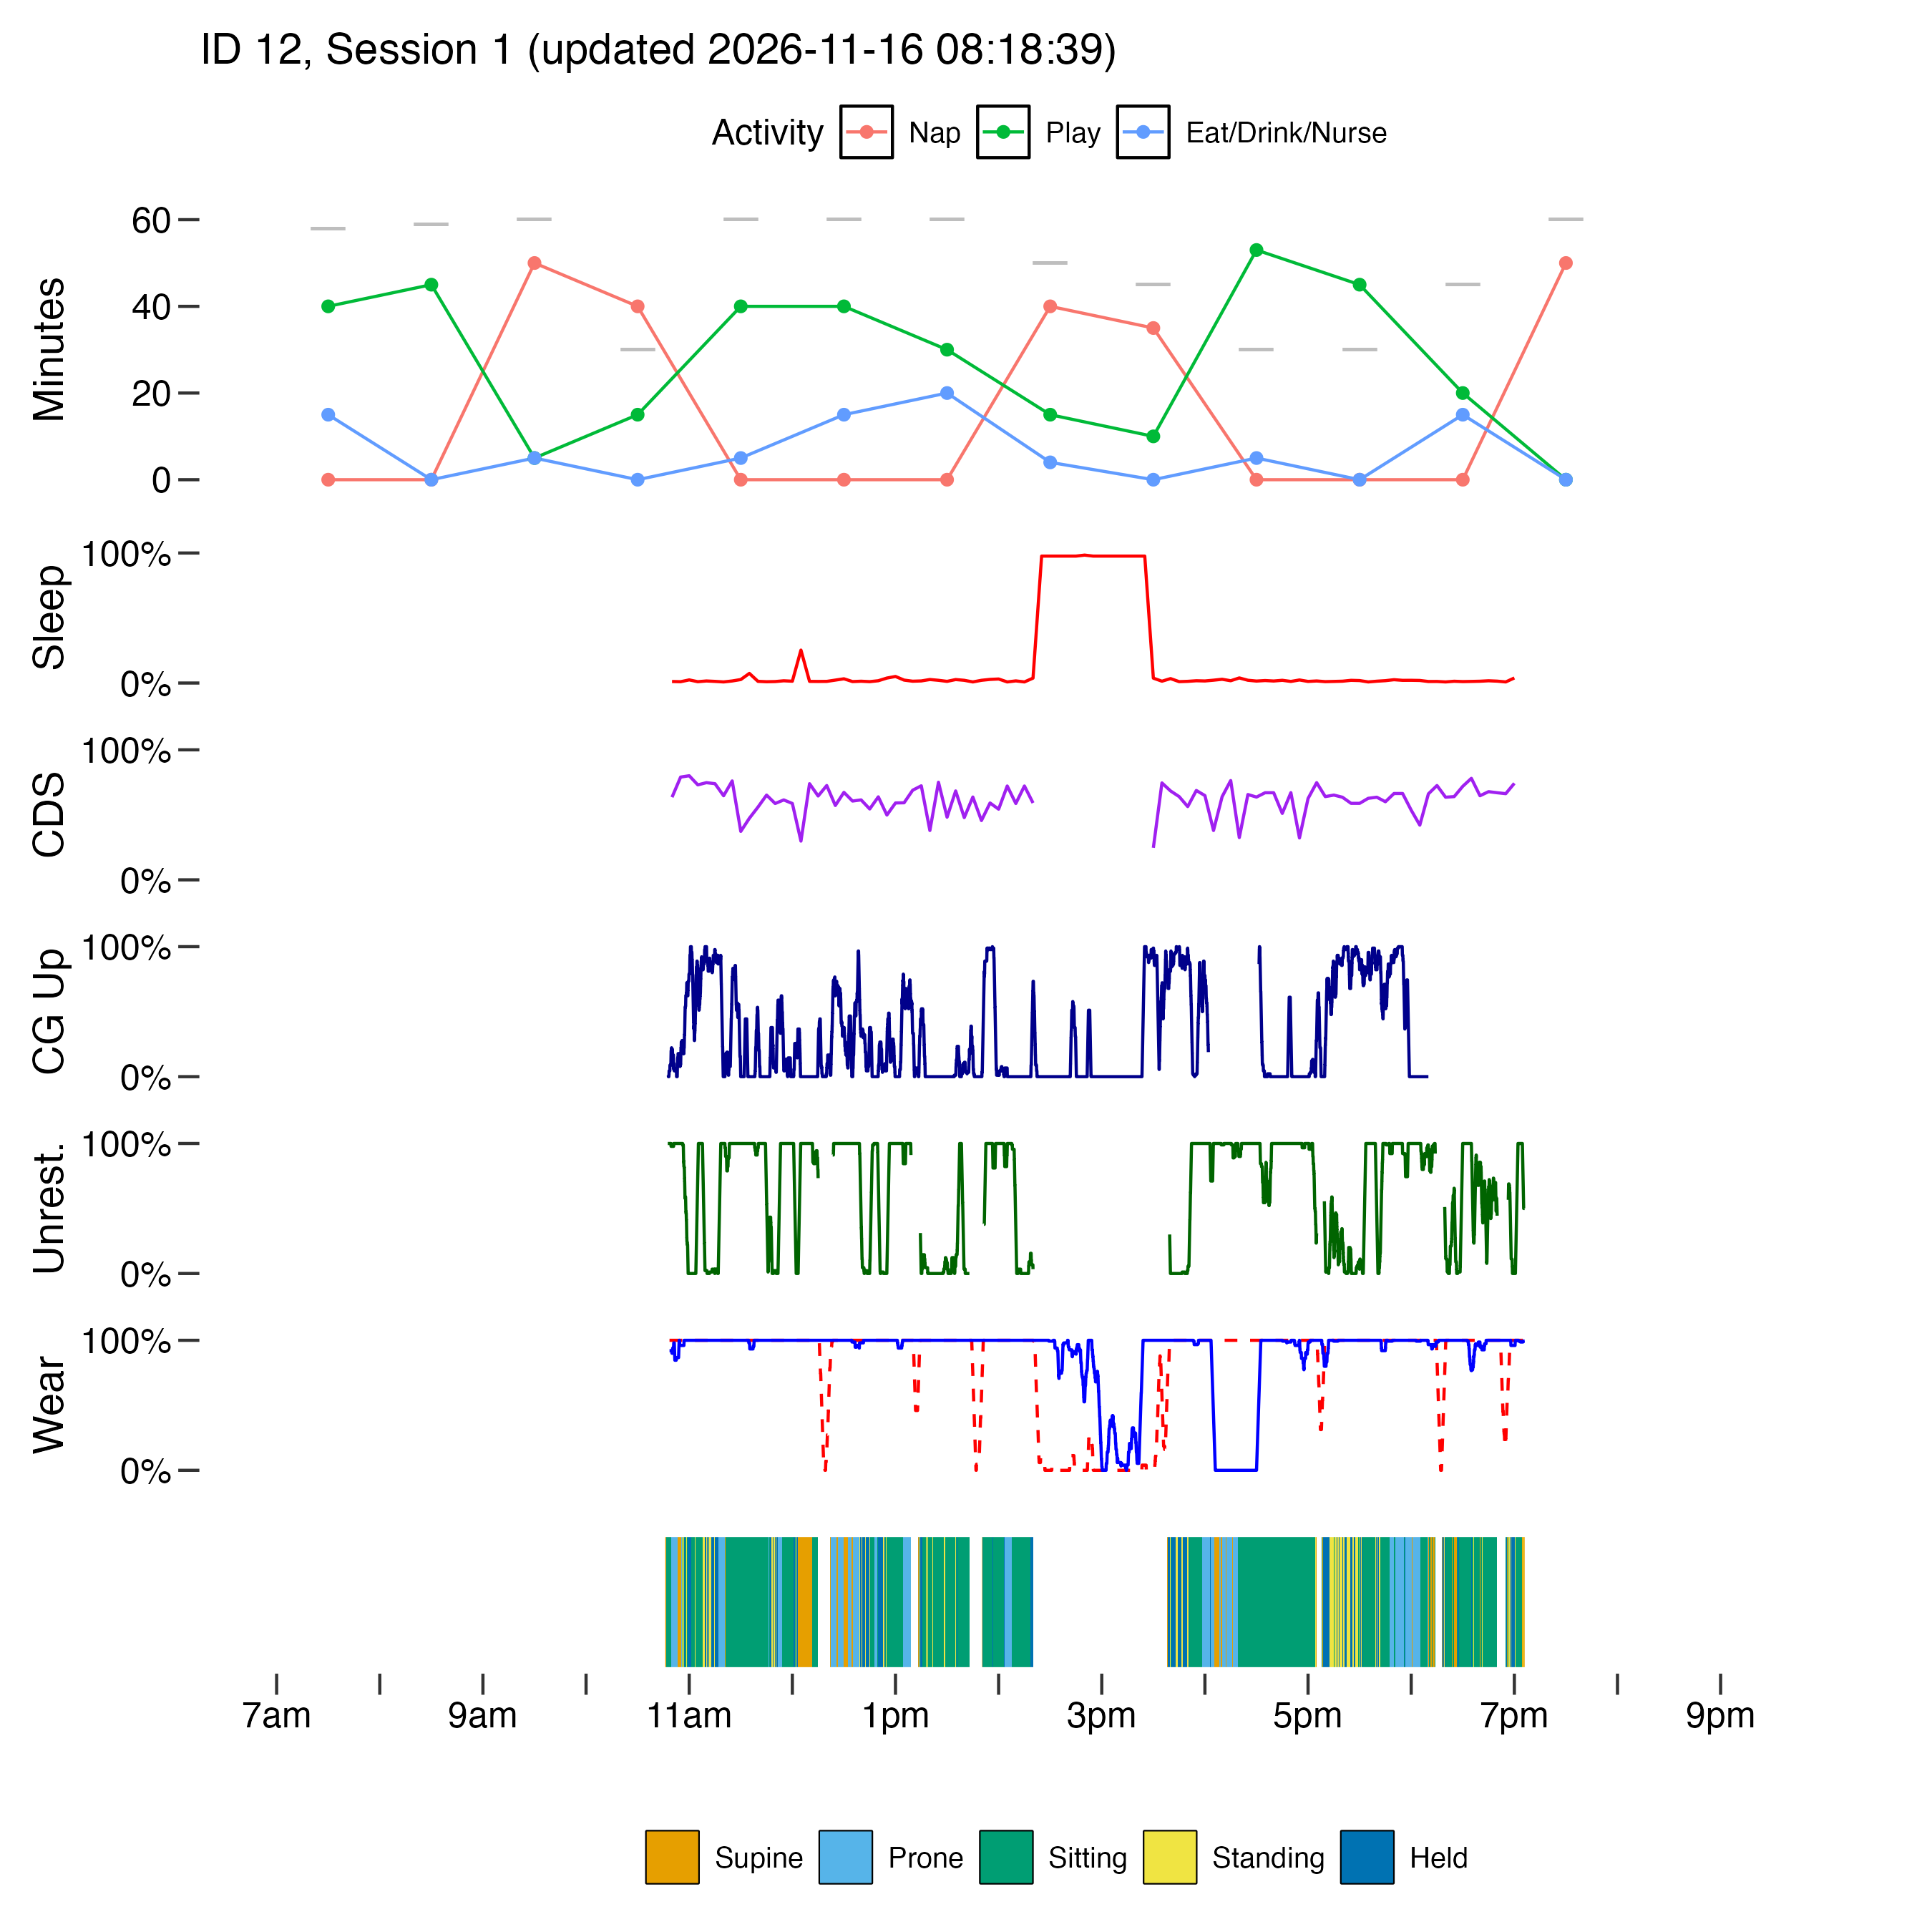 ID 12, Session 1 (updated 2026-11-16 08:18:39)
Activity Nap Play Eat/Drink/Nurse
Minutes
60
40
20
0
Sleep
100%
0%
CDS
100%
0%
CG Up
100%
0%
Unrest.
100%
0%
Wear
100%
0%
7am 9am 11am 1pm 3pm 5pm 7pm 9pm
Supine Prone Sitting Standing Held